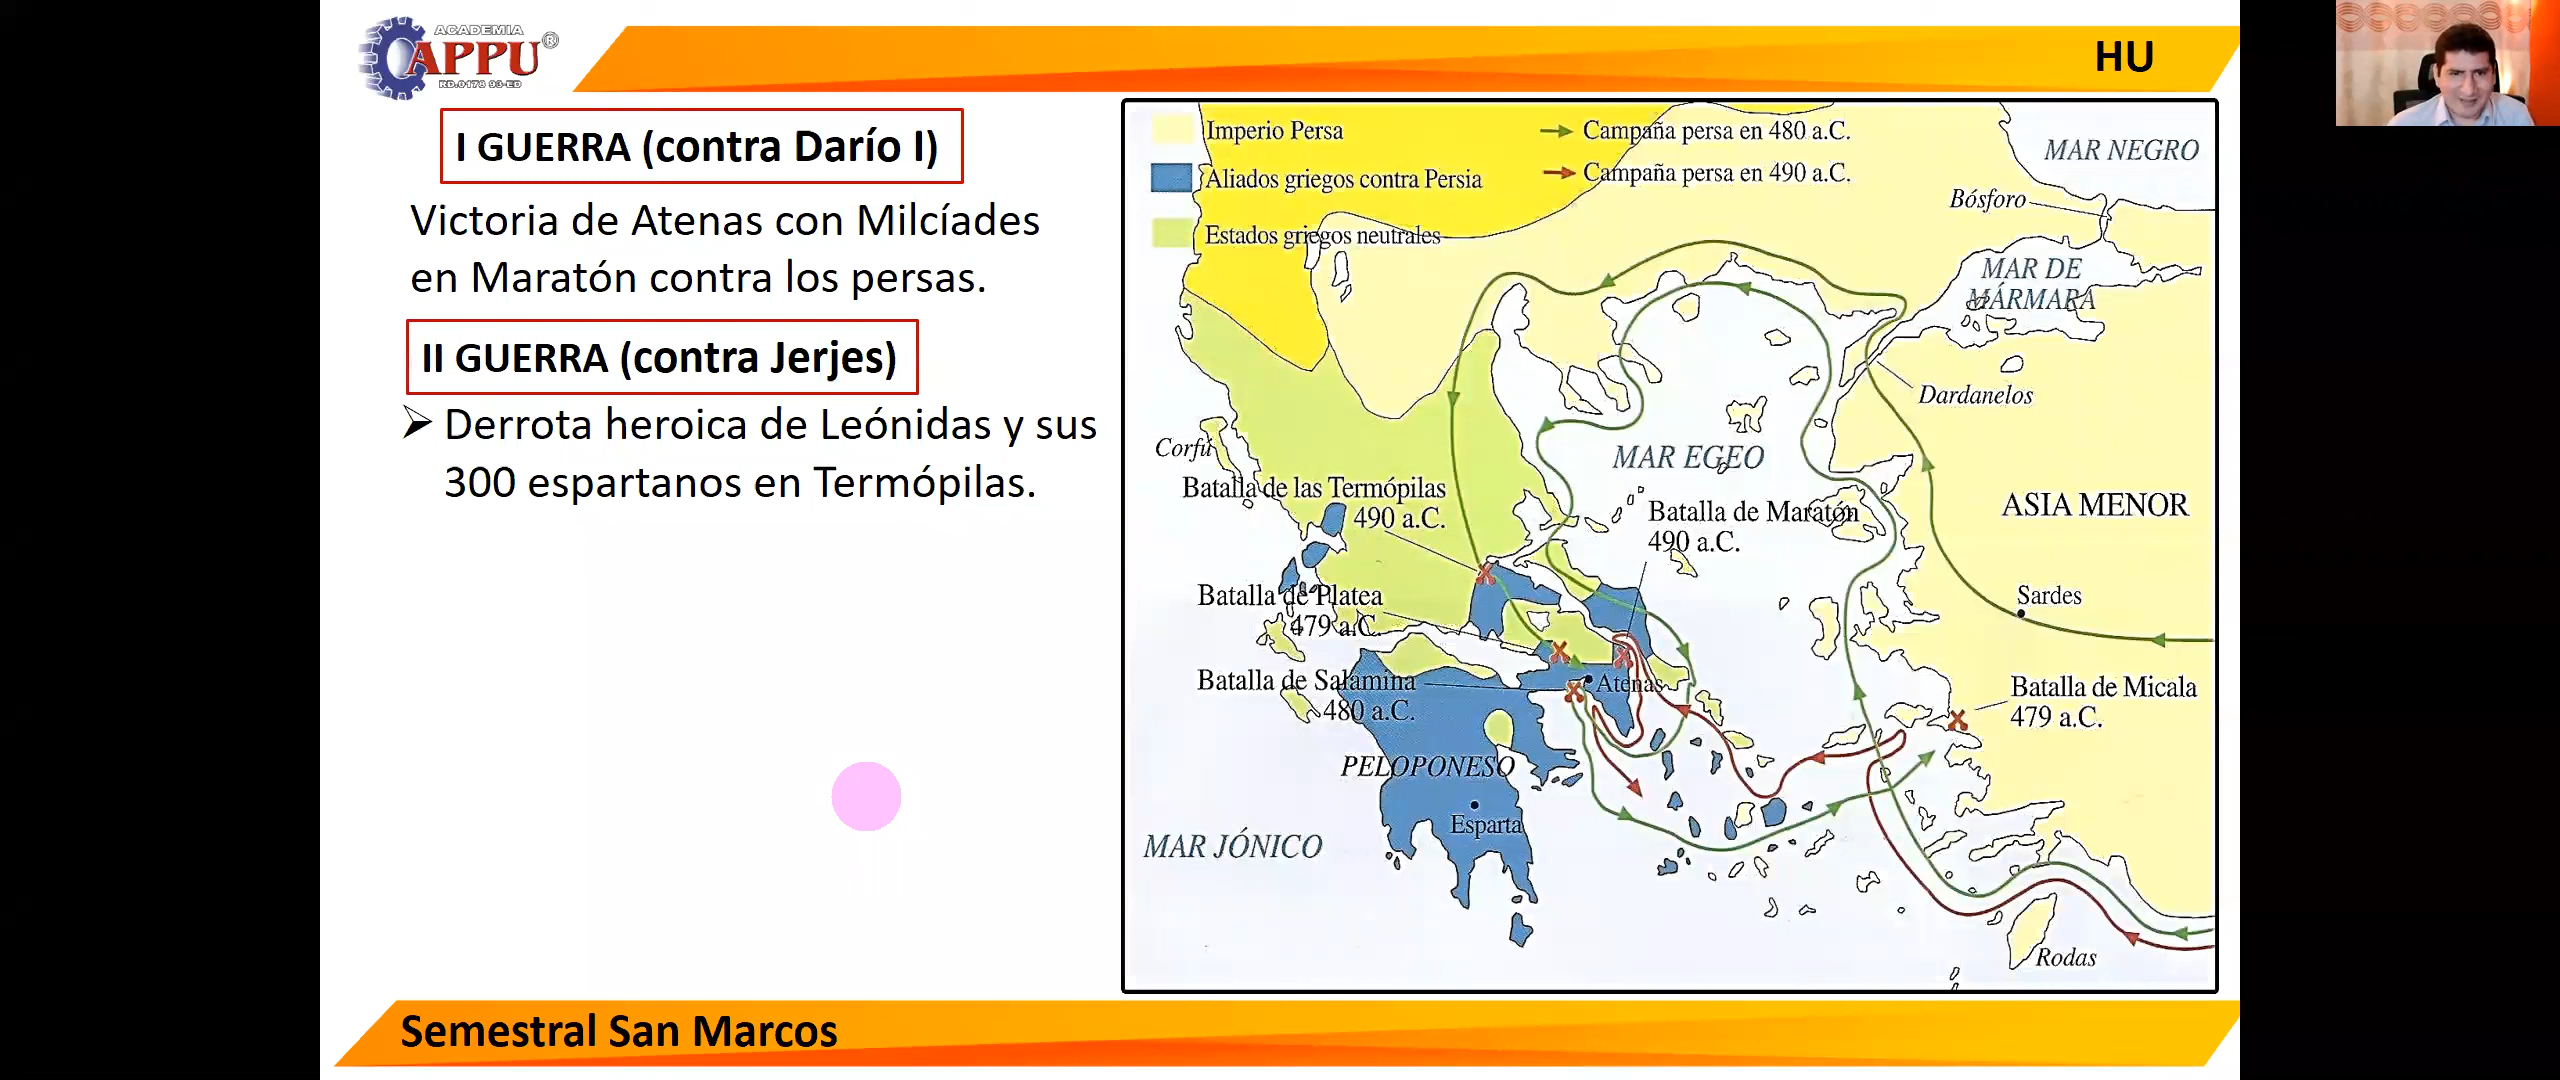 ACADEMIA
APPU®
RD.0178 93-ED
HU
I GUERRA (contra Darío I)
Victoria de Atenas con Milcíades
en Maratón contra los persas.
II GUERRA (contra Jerjes)
➢ Derrota heroica de Leónidas y sus
300 espartanos en Termópilas.
Imperio Persa
Aliados griegos contra Persia
Estados griegos neutrales
Campaña persa en 480 a.C.
Campaña persa en 490 a.C.
MAR NEGRO
Bósforo
MAR DE
MÁRMARA
Dardanelos
Corfú
MAR EGEO
Batalla de las Termópilas
490 a.C.
Batalla de Maratón
490 a.C.
ASIA MENOR
Sardes
Batalla de Platea
479 a.C.
Batalla de Salamina
480 a.C.
Atenas
Batalla de Micala
479 a.C.
PELOPONESO
Esparta
MAR JÓNICO
Rodas
Semestral San Marcos